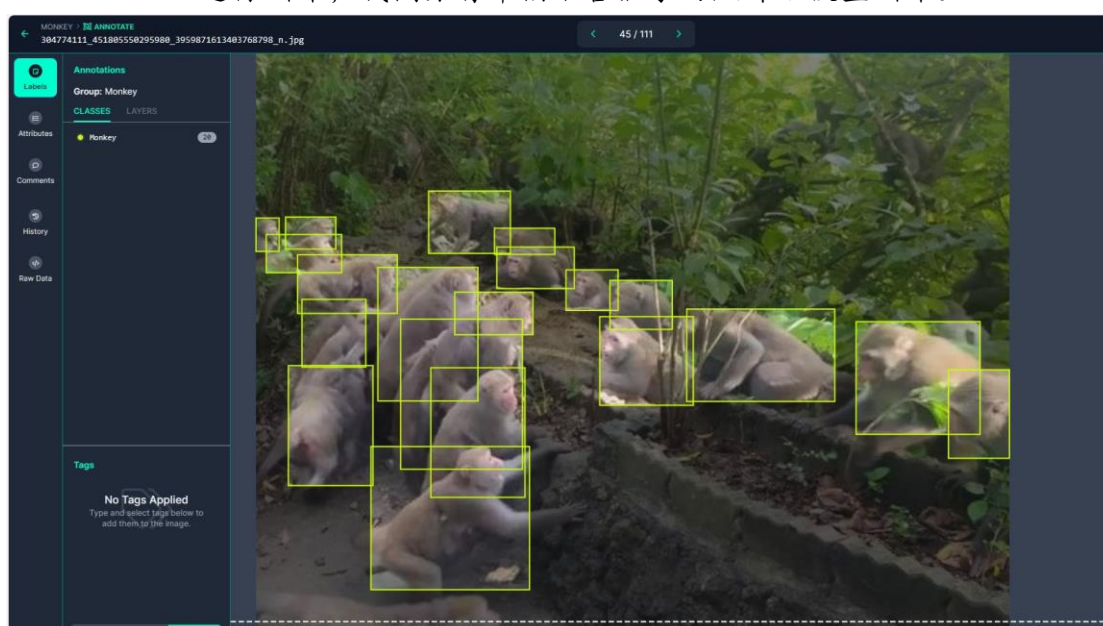 MONKEY > ANNOTATE
304774111_451805550295980_3959871613403768798_n.jpg
< 45 / 111 >
Labels
Attributes
Comments
History
Raw Data
Annotations
Group: Monkey
CLASSES LAYERS
Monkey 20
Tags
No Tags Applied
Type and select tags below to
add them to the image.